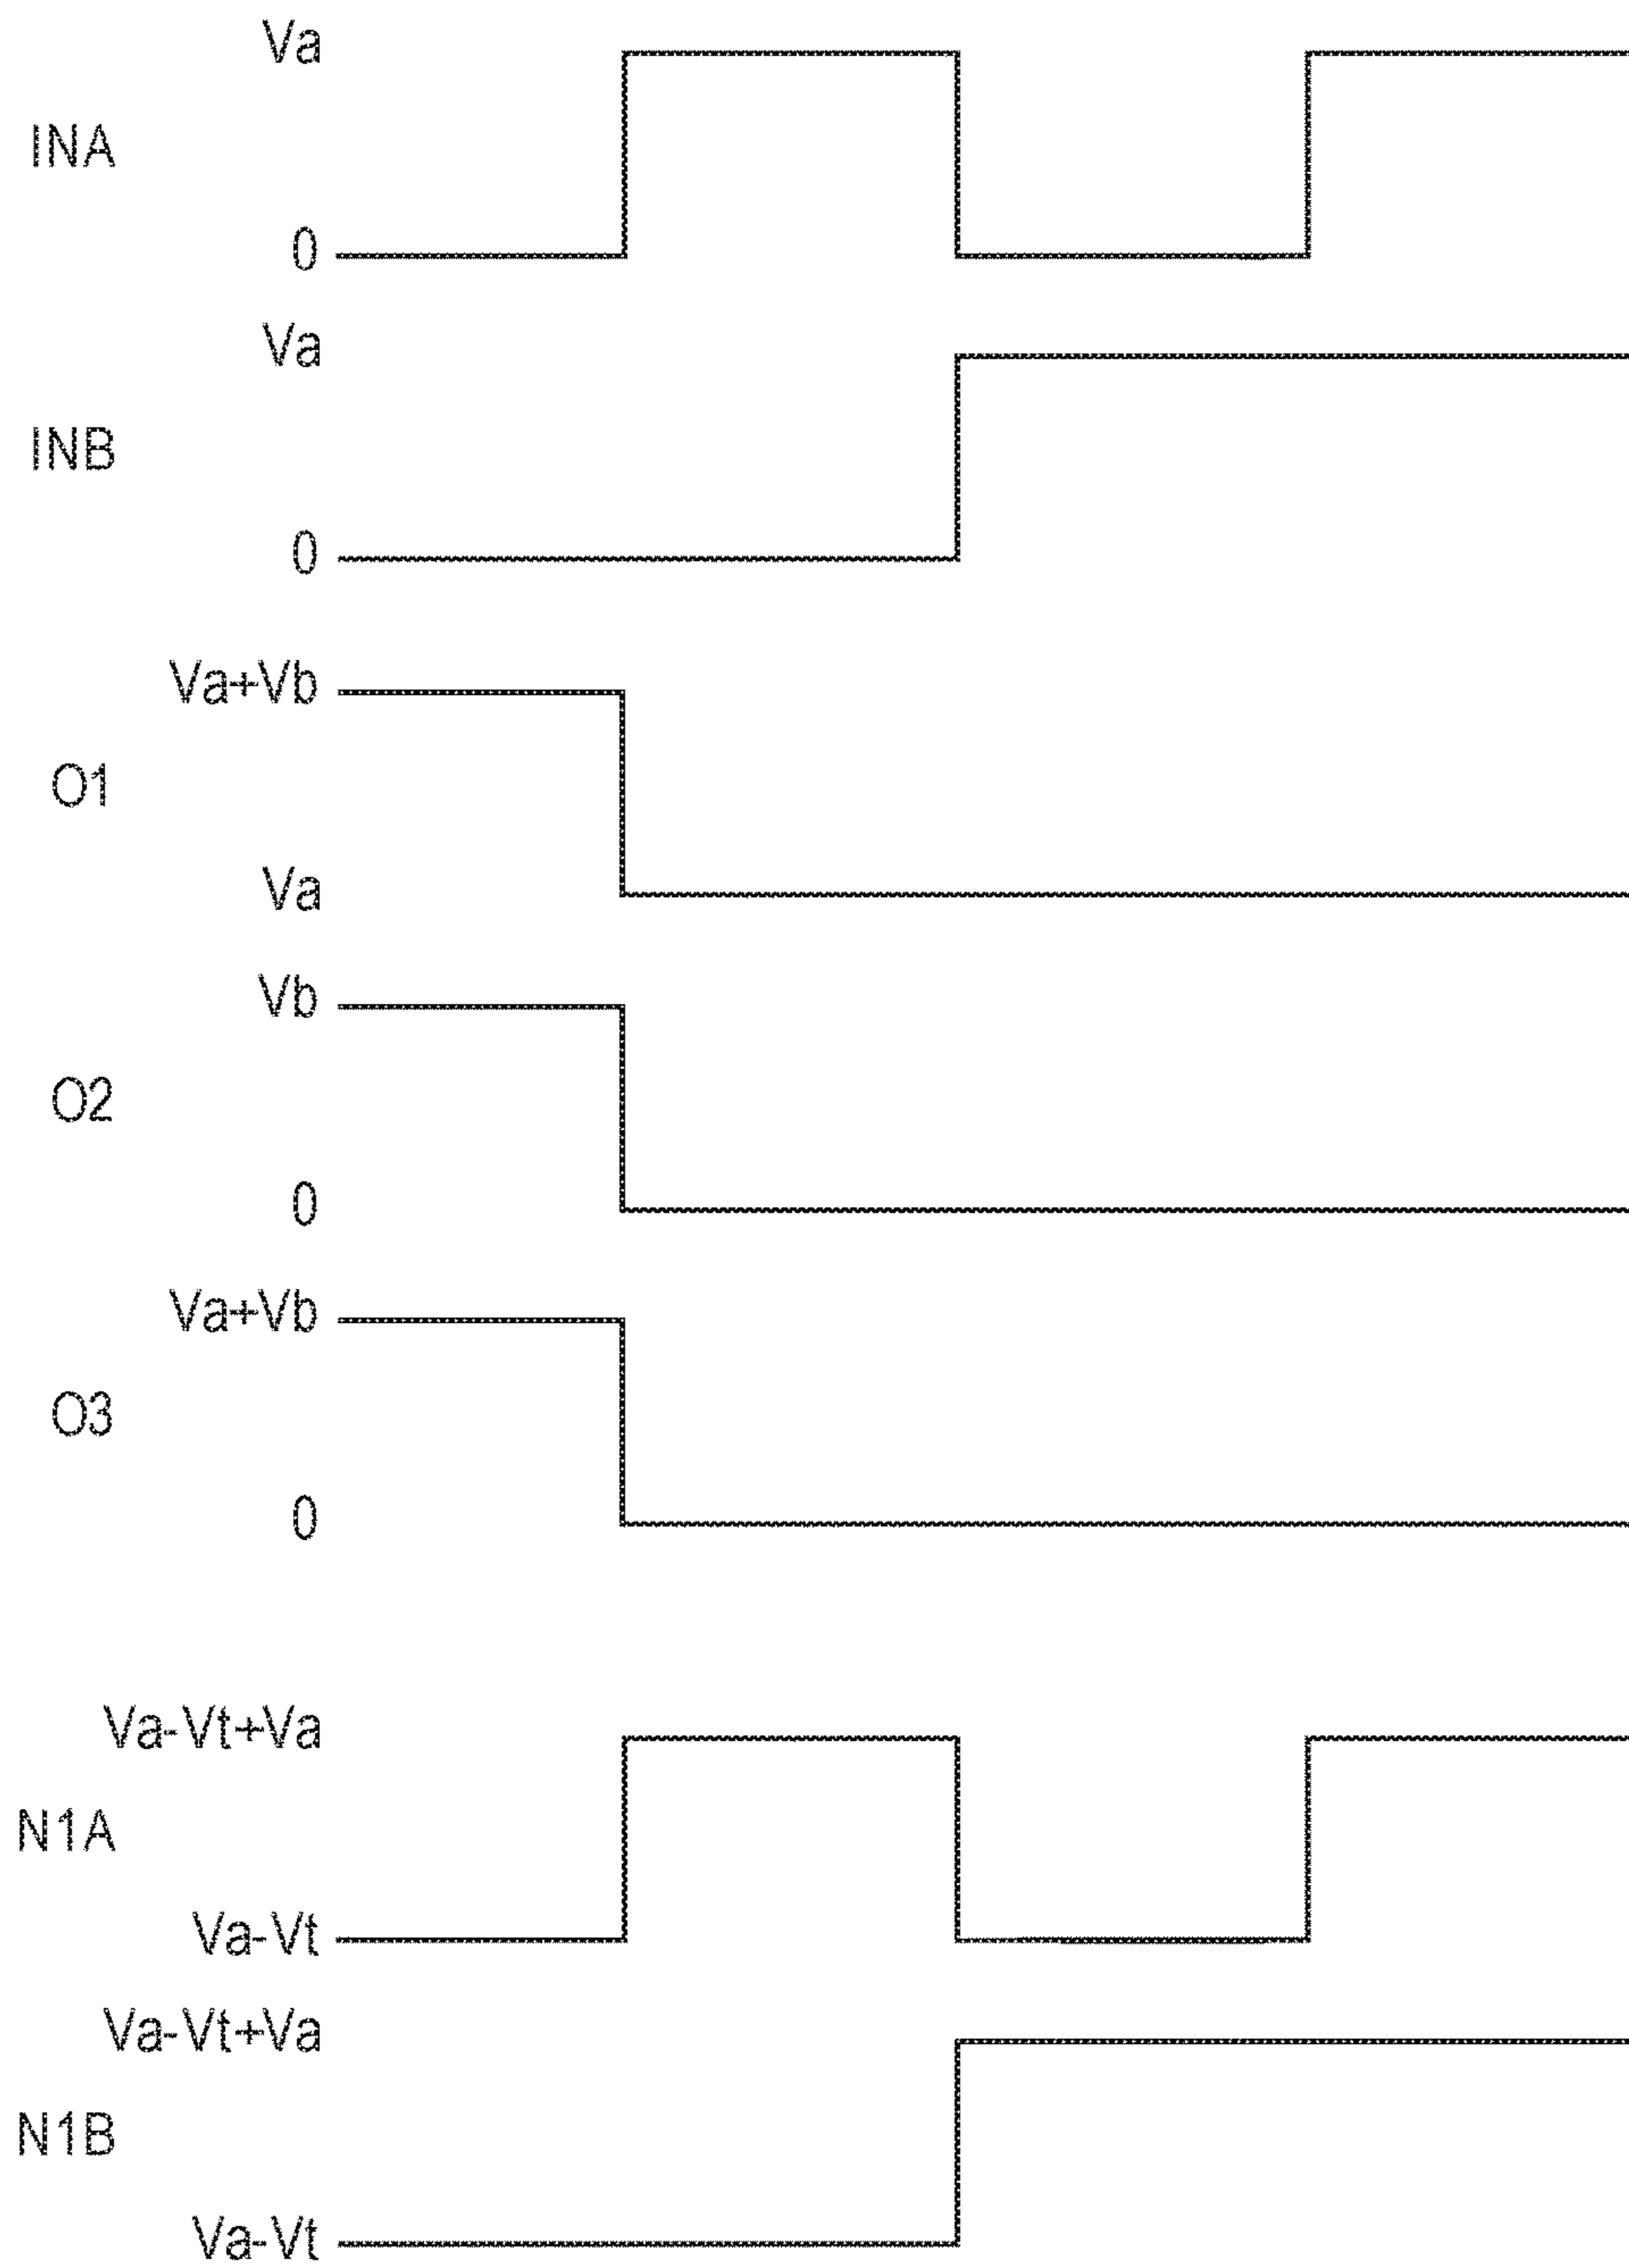 Va
INA
0
Va
INB
0
Va+Vb
O1
Va
Vb
O2
0
Va+Vb
O3
0
Va-Vt+Va
N1A
Va-Vt
Va-Vt+Va
N1B
Va-Vt